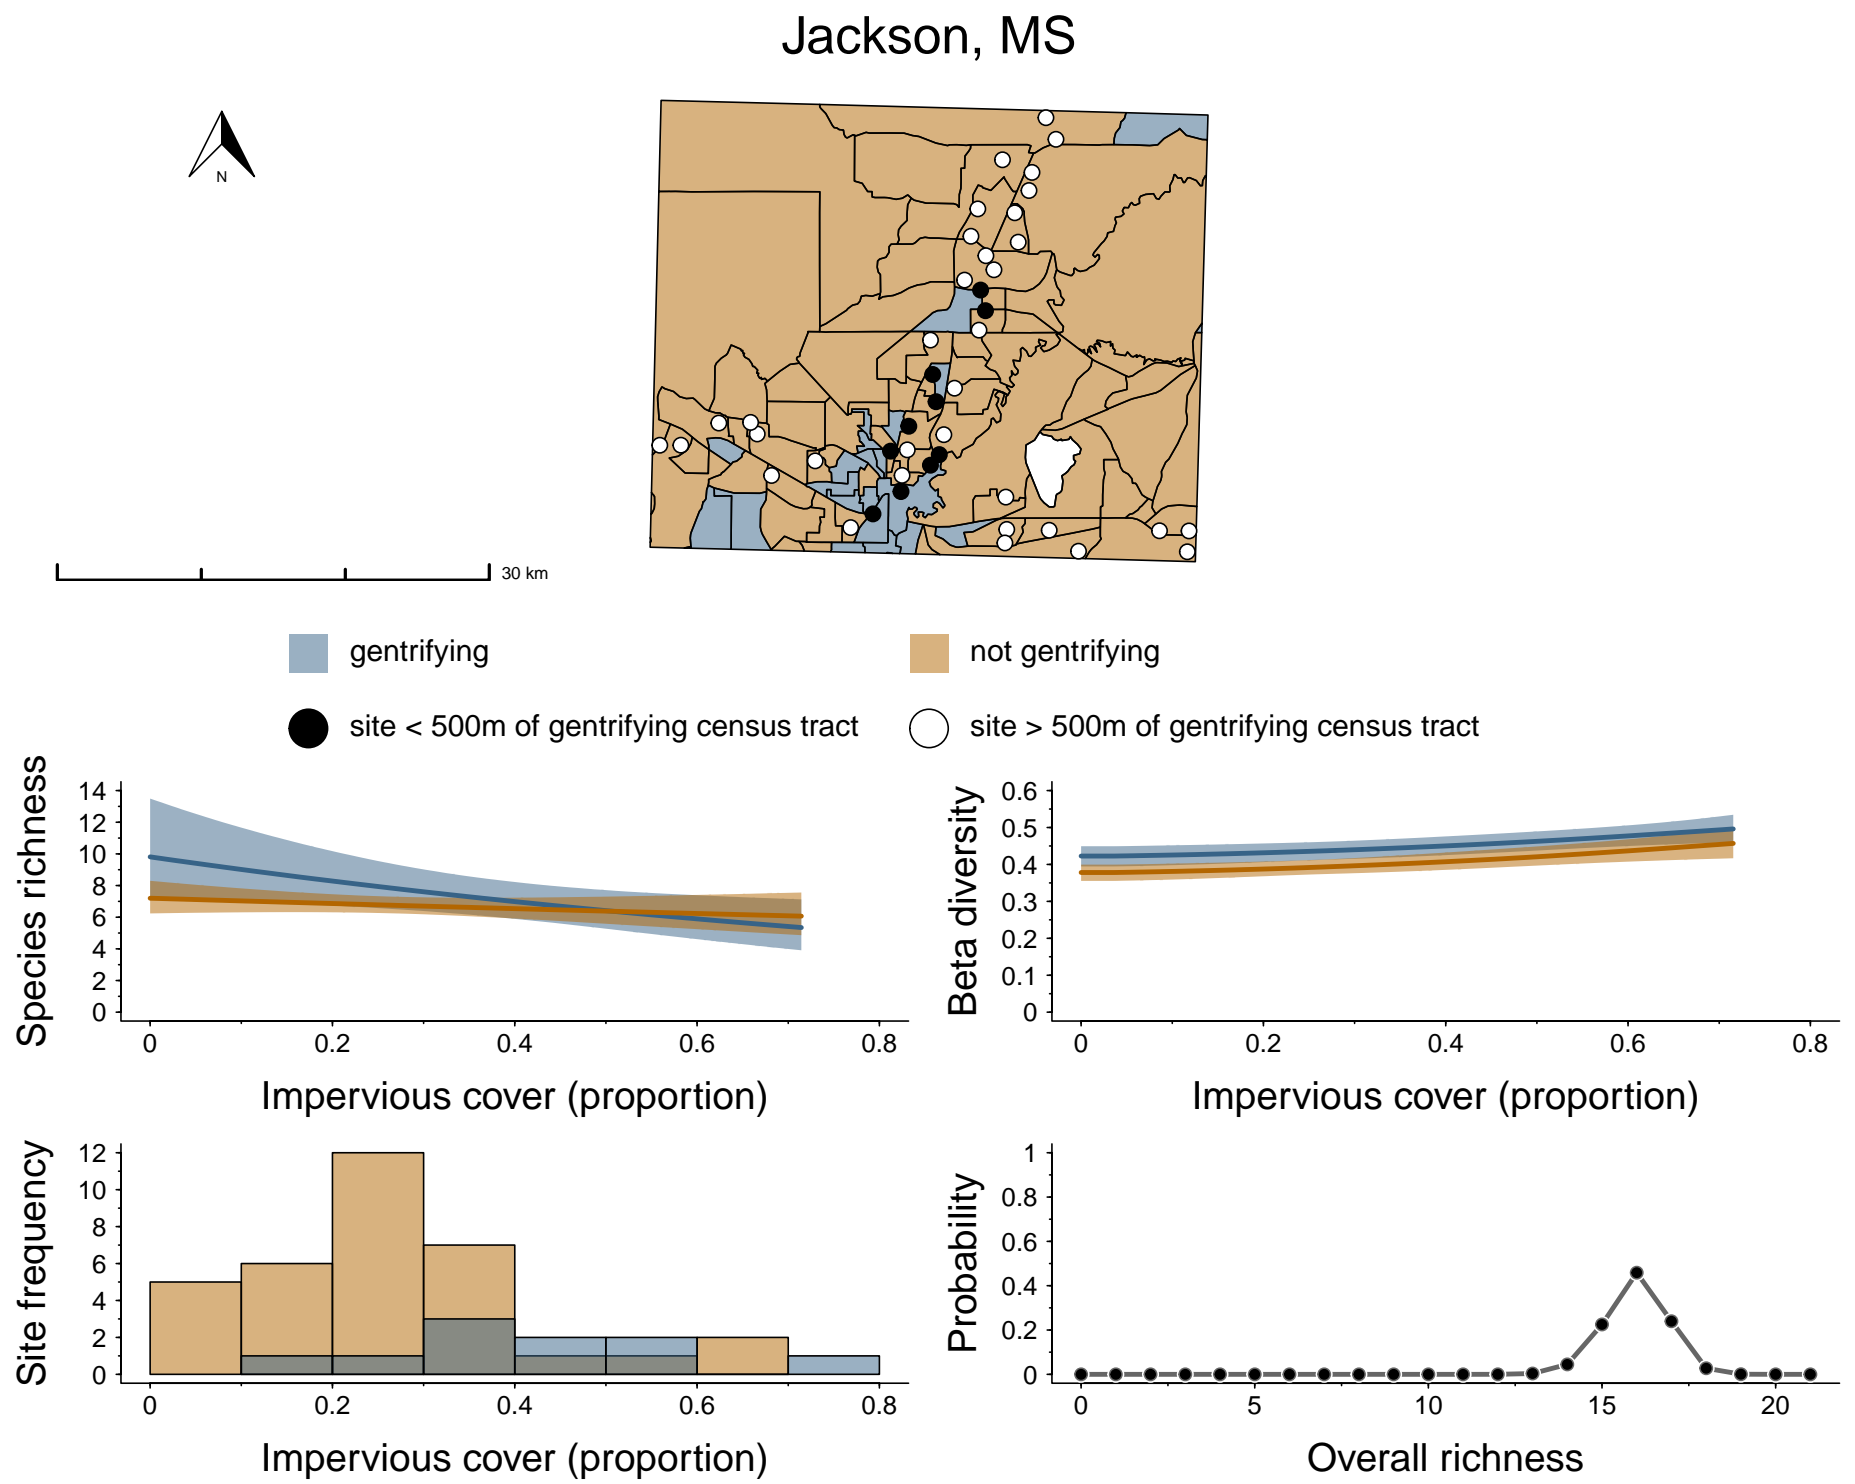 Jackson, MS
N
30 km
gentrifying
not gentrifying
site < 500m of gentrifying census tract
site > 500m of gentrifying census tract
Species richness
14
12
10
8
6
4
2
0
0 0.2 0.4 0.6 0.8
Impervious cover (proportion)
Beta diversity
0.6
0.5
0.4
0.3
0.2
0.1
0
0 0.2 0.4 0.6 0.8
Impervious cover (proportion)
Site frequency
12
10
8
6
4
2
0
0 0.2 0.4 0.6 0.8
Impervious cover (proportion)
Probability
1
0.8
0.6
0.4
0.2
0
0 5 10 15 20
Overall richness